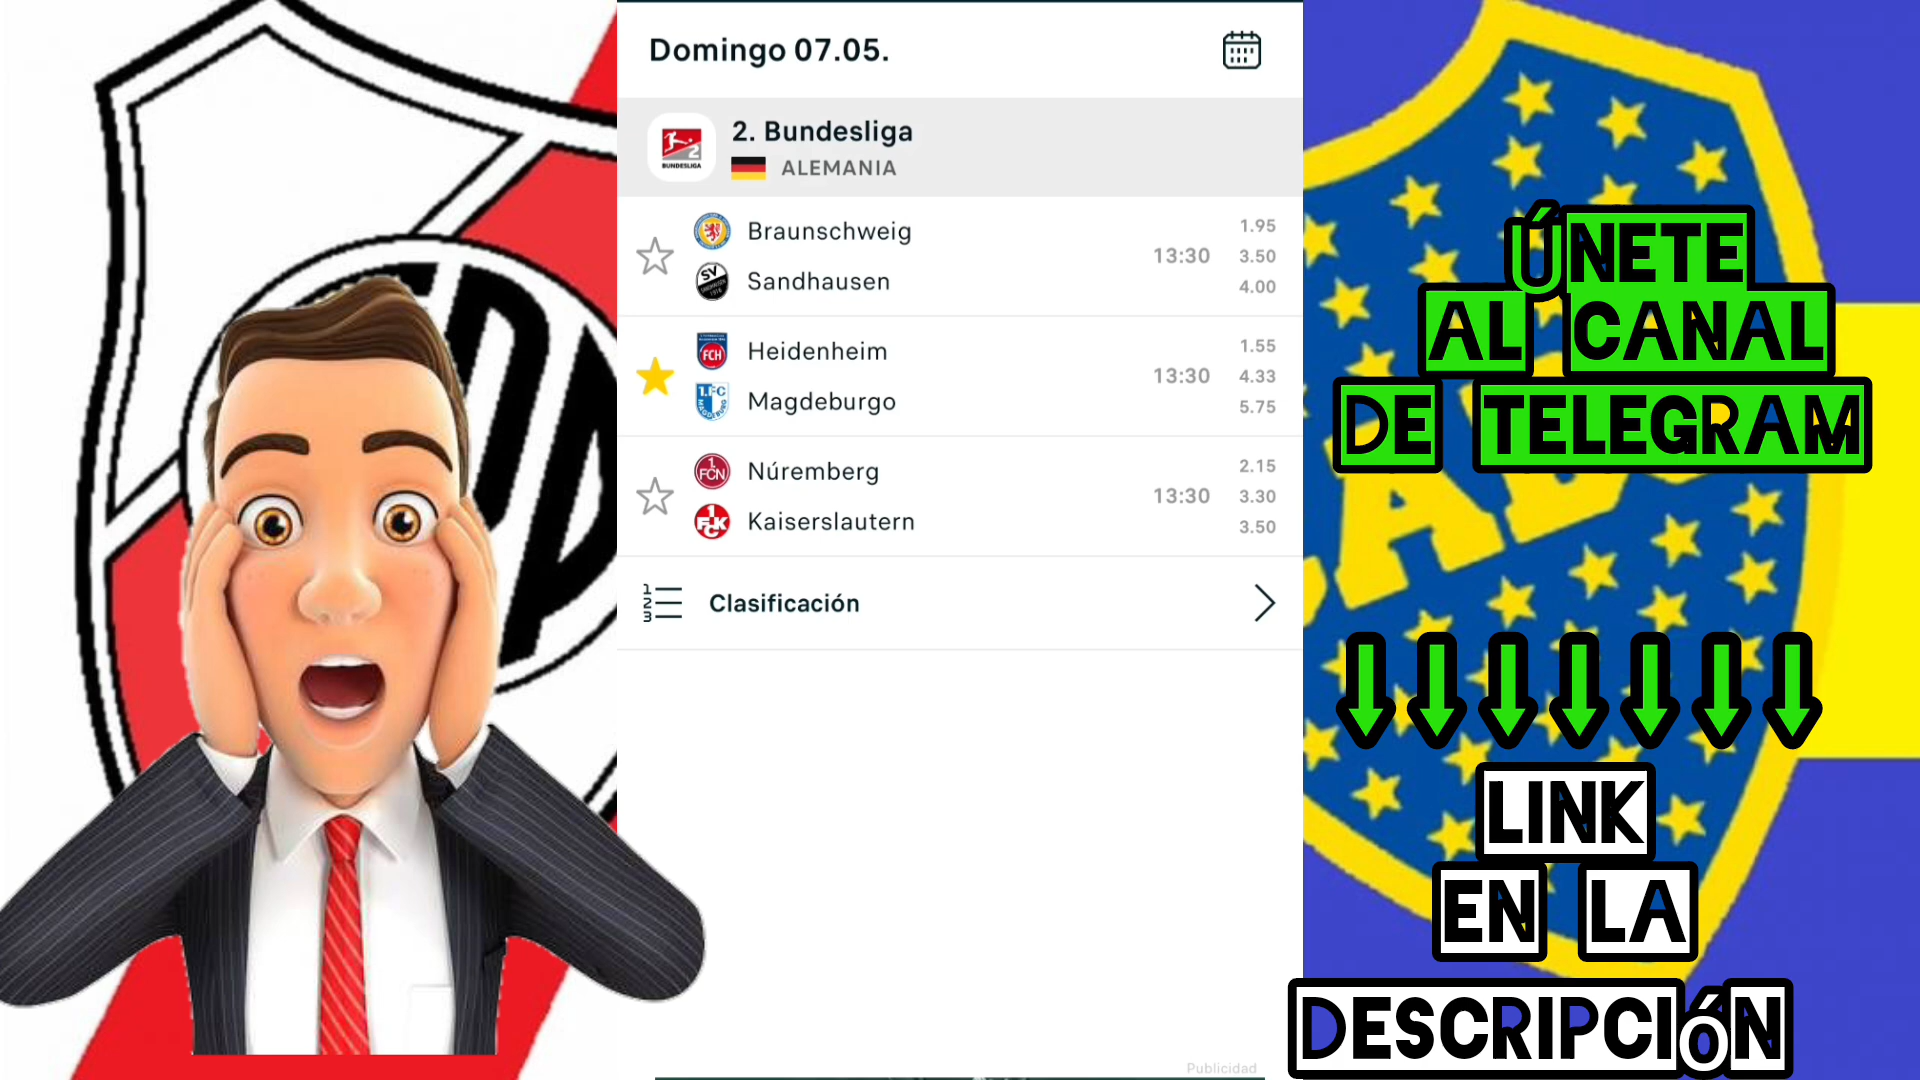 Domingo 07.05.
2. Bundesliga
ALEMANIA
BUNDESLIGA
Braunschweig
Sandhausen
13:30
1.95
3.50
4.00
Heidenheim
Magdeburgo
13:30
1.55
4.33
5.75
Núremberg
Kaiserslautern
13:30
2.15
3.30
3.50
Clasificación
Publicidad
ÚNETE
AL CANAL
DE TELEGRAM
LINK
EN LA
DESCRIPCIÓN